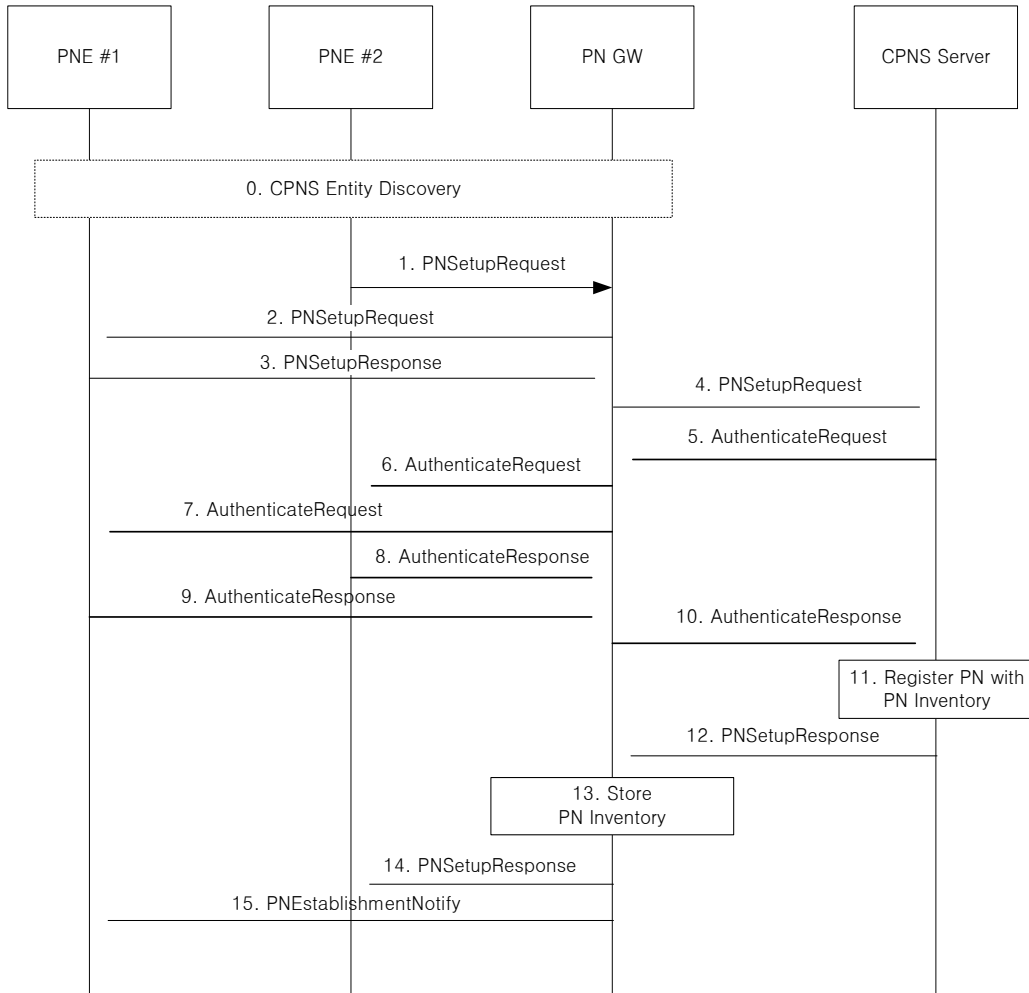 PNE #1
PNE #2
PN GW
CPNS Server
0. CPNS Entity Discovery
1. PNSetupRequest
2. PNSetupRequest
3. PNSetupResponse
4. PNSetupRequest
5. AuthenticateRequest
6. AuthenticateRequest
7. AuthenticateRequest
8. AuthenticateResponse
9. AuthenticateResponse
10. AuthenticateResponse
11. Register PN with
PN Inventory
12. PNSetupResponse
13. Store
PN Inventory
14. PNSetupResponse
15. PNEstablishmentNotify